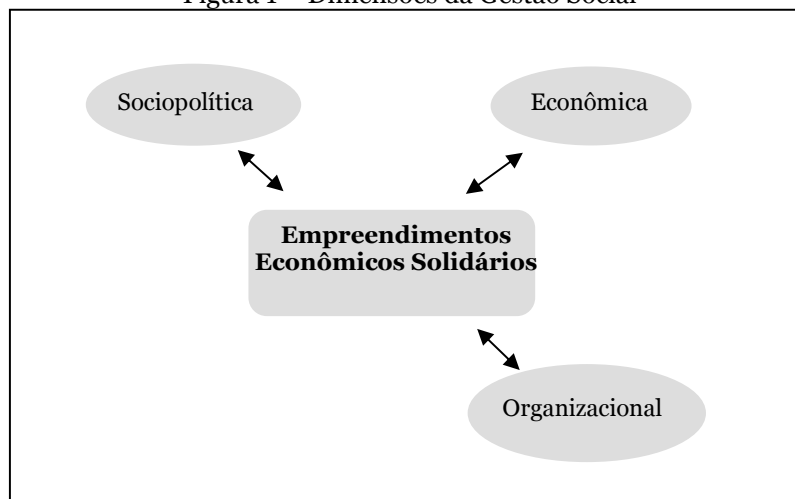 Figura 1 – Dimensões da Gestão Social
Sociopolítica
Econômica
Empreendimentos
Econômicos Solidários
Organizacional